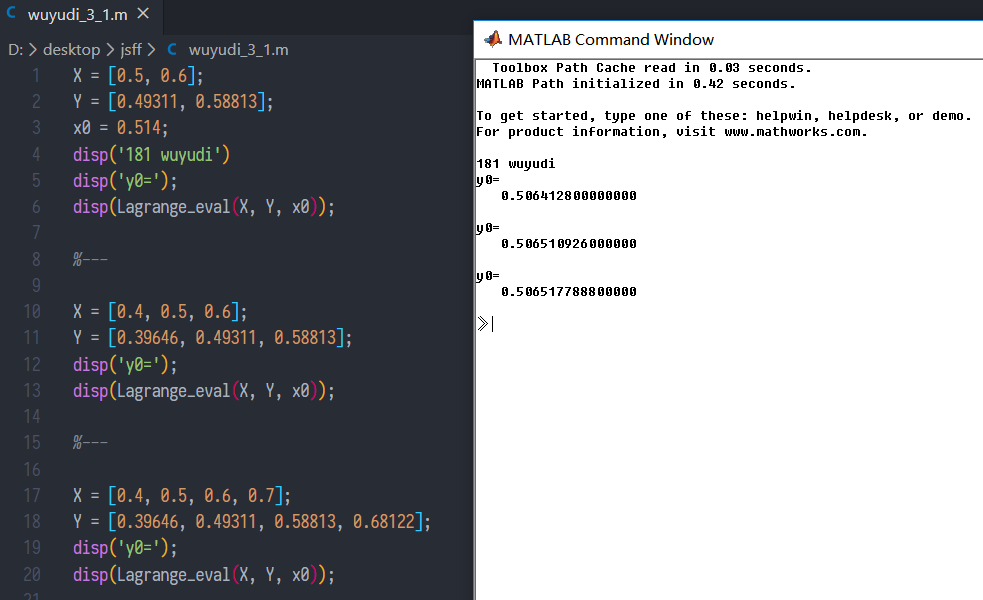 wuyudi_3_1.m
D: > desktop > jsff > C wuyudi_3_1.m
1 X = [0.5, 0.6];
2 Y = [0.49311, 0.58813];
3 x0 = 0.514;
4 disp('181 wuyudi')
5 disp('y0=');
6 disp(Lagrange_eval(X, Y, x0));
7
8 %---
9
10 X = [0.4, 0.5, 0.6];
11 Y = [0.39646, 0.49311, 0.58813];
12 disp('y0=');
13 disp(Lagrange_eval(X, Y, x0));
14
15 %---
16
17 X = [0.4, 0.5, 0.6, 0.7];
18 Y = [0.39646, 0.49311, 0.58813, 0.68122];
19 disp('y0=');
20 disp(Lagrange_eval(X, Y, x0));
21
MATLAB Command Window
Toolbox Path Cache read in 0.03 seconds.
MATLAB Path initialized in 0.42 seconds.
To get started, type one of these: helpwin, helpdesk, or demo.
For product information, visit www.mathworks.com.
181 wuyudi
y0=
0.506412800000000
y0=
0.506510926000000
y0=
0.506517788800000
>>